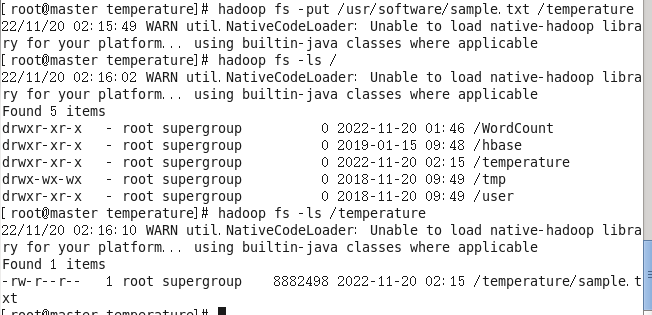 [root@master temperature]# hadoop fs -put /usr/software/sample.txt /temperature
22/11/20 02:15:49 WARN util.NativeCodeLoader: Unable to load native-hadoop libra
ry for your platform... using builtin-java classes where applicable
[root@master temperature]# hadoop fs -ls /
22/11/20 02:16:02 WARN util.NativeCodeLoader: Unable to load native-hadoop libra
ry for your platform... using builtin-java classes where applicable
Found 5 items
drwxr-xr-x   - root supergroup          0 2022-11-20 01:46 /WordCount
drwxr-xr-x   - root supergroup          0 2019-01-15 09:48 /hbase
drwxr-xr-x   - root supergroup          0 2022-11-20 02:15 /temperature
drwx-wx-wx   - root supergroup          0 2018-11-20 09:49 /tmp
drwxr-xr-x   - root supergroup          0 2018-11-20 09:49 /user
[root@master temperature]# hadoop fs -ls /temperature
22/11/20 02:16:10 WARN util.NativeCodeLoader: Unable to load native-hadoop libra
ry for your platform... using builtin-java classes where applicable
Found 1 items
-rw-r--r--   1 root supergroup    8882498 2022-11-20 02:15 /temperature/sample.t
xt
[root@master temperature]#